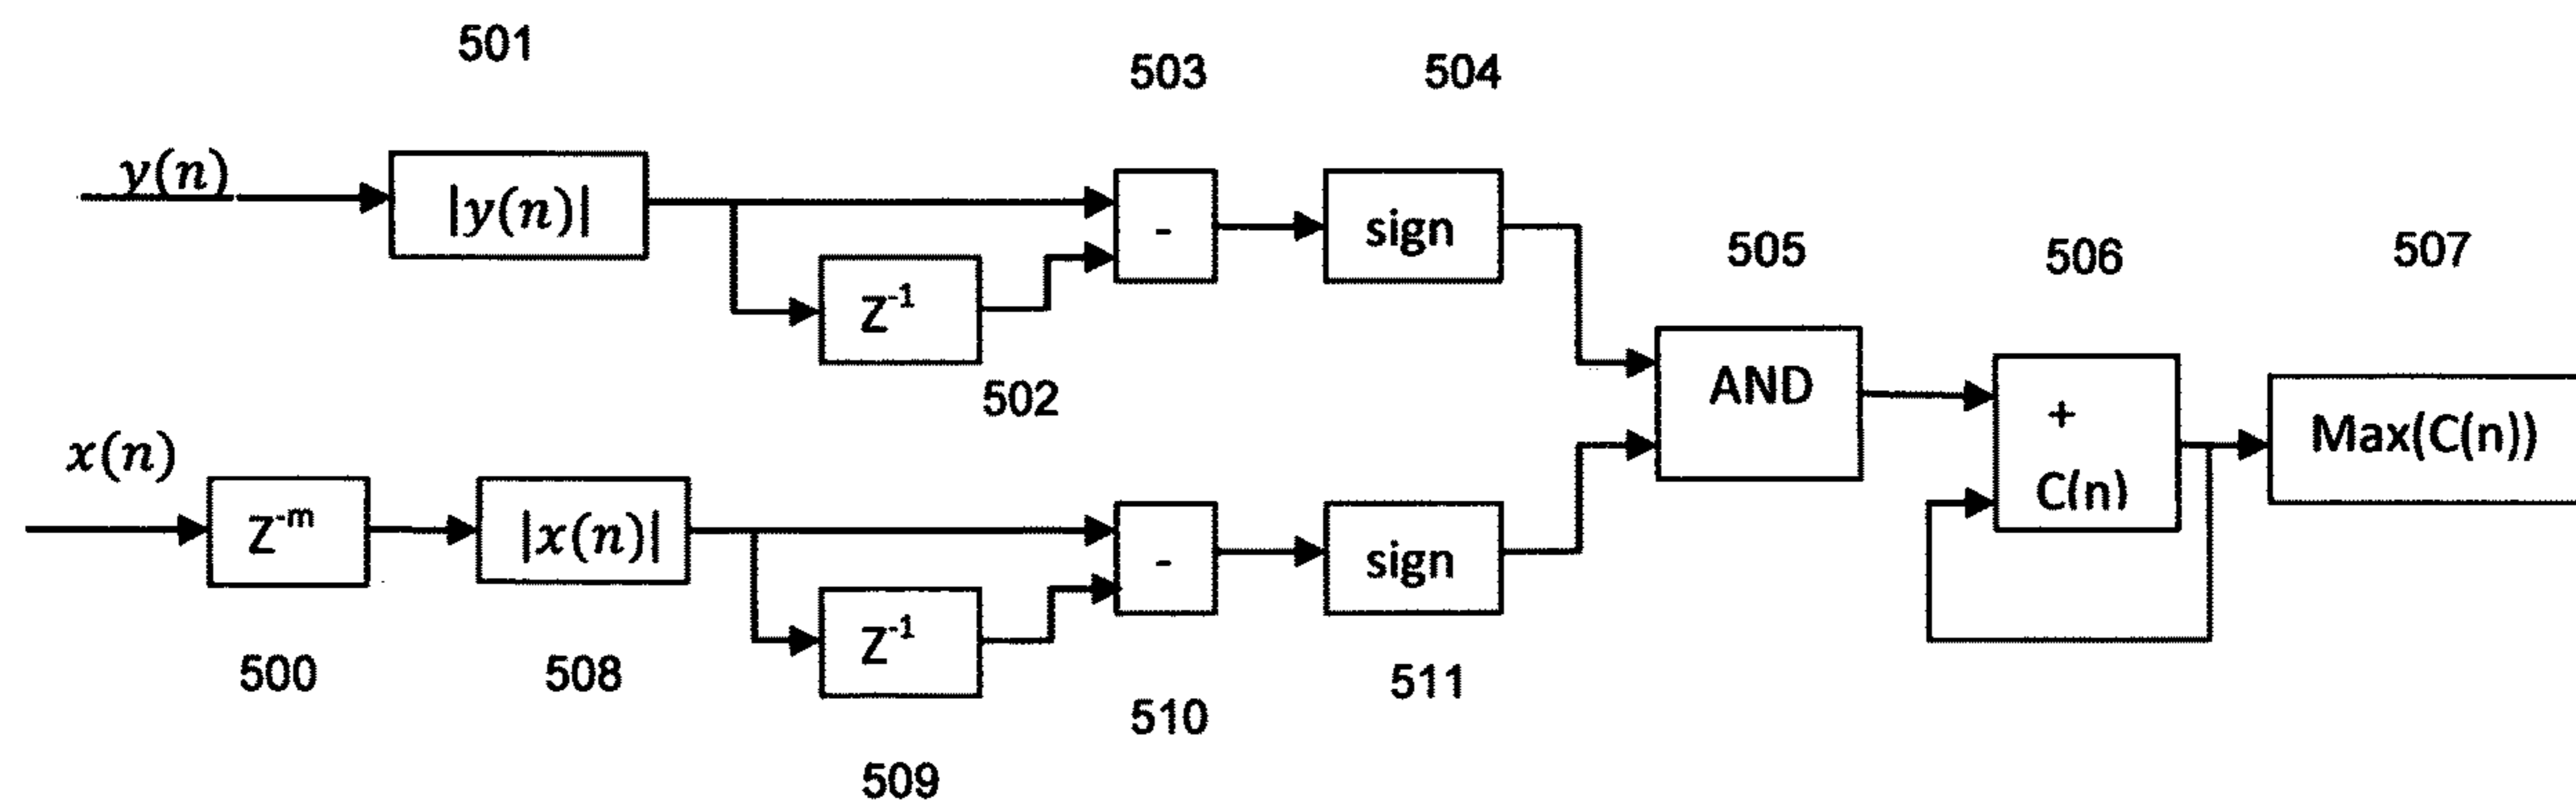 501
503
504
y(n)
|y(n)|
-
sign
505
506
507
Z⁻¹
502
AND
+
C(n)
Max(C(n))
x(n)
Z⁻ᵐ
|x(n)|
-
sign
Z⁻¹
500
508
511
510
509